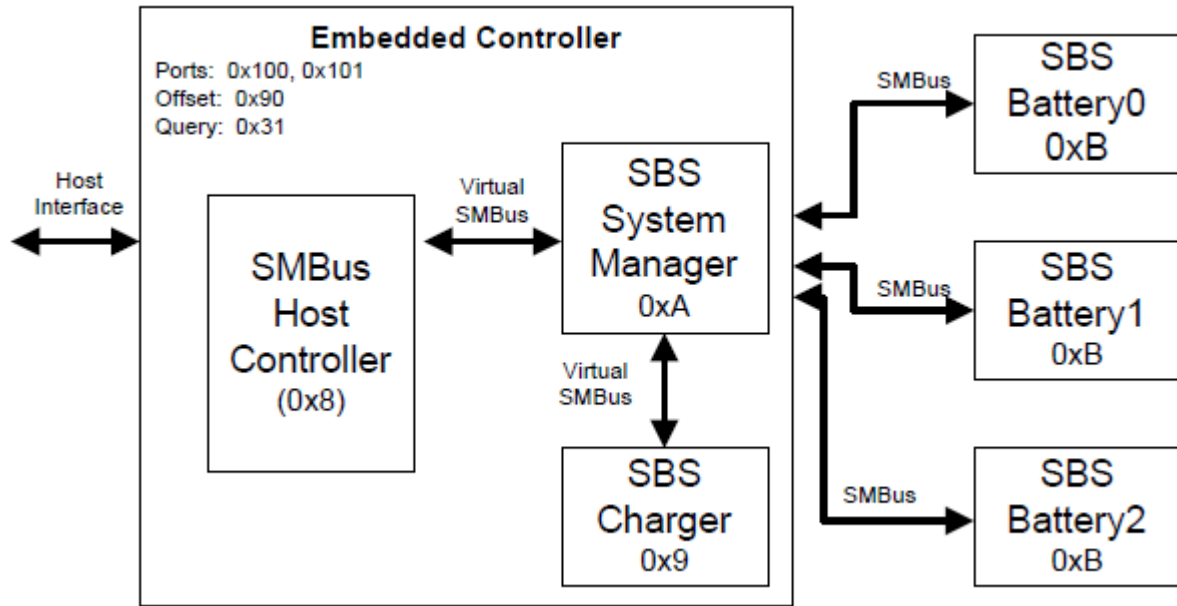 Embedded Controller
Ports: 0x100, 0x101
Offset: 0x90
Query: 0x31
Host
Interface
SMBus
Host
Controller
(0x8)
Virtual
SMBus
SBS
System
Manager
0xA
Virtual
SMBus
SBS
Charger
0x9
SMBus
SBS
Battery0
0xB
SMBus
SBS
Battery1
0xB
SMBus
SBS
Battery2
0xB